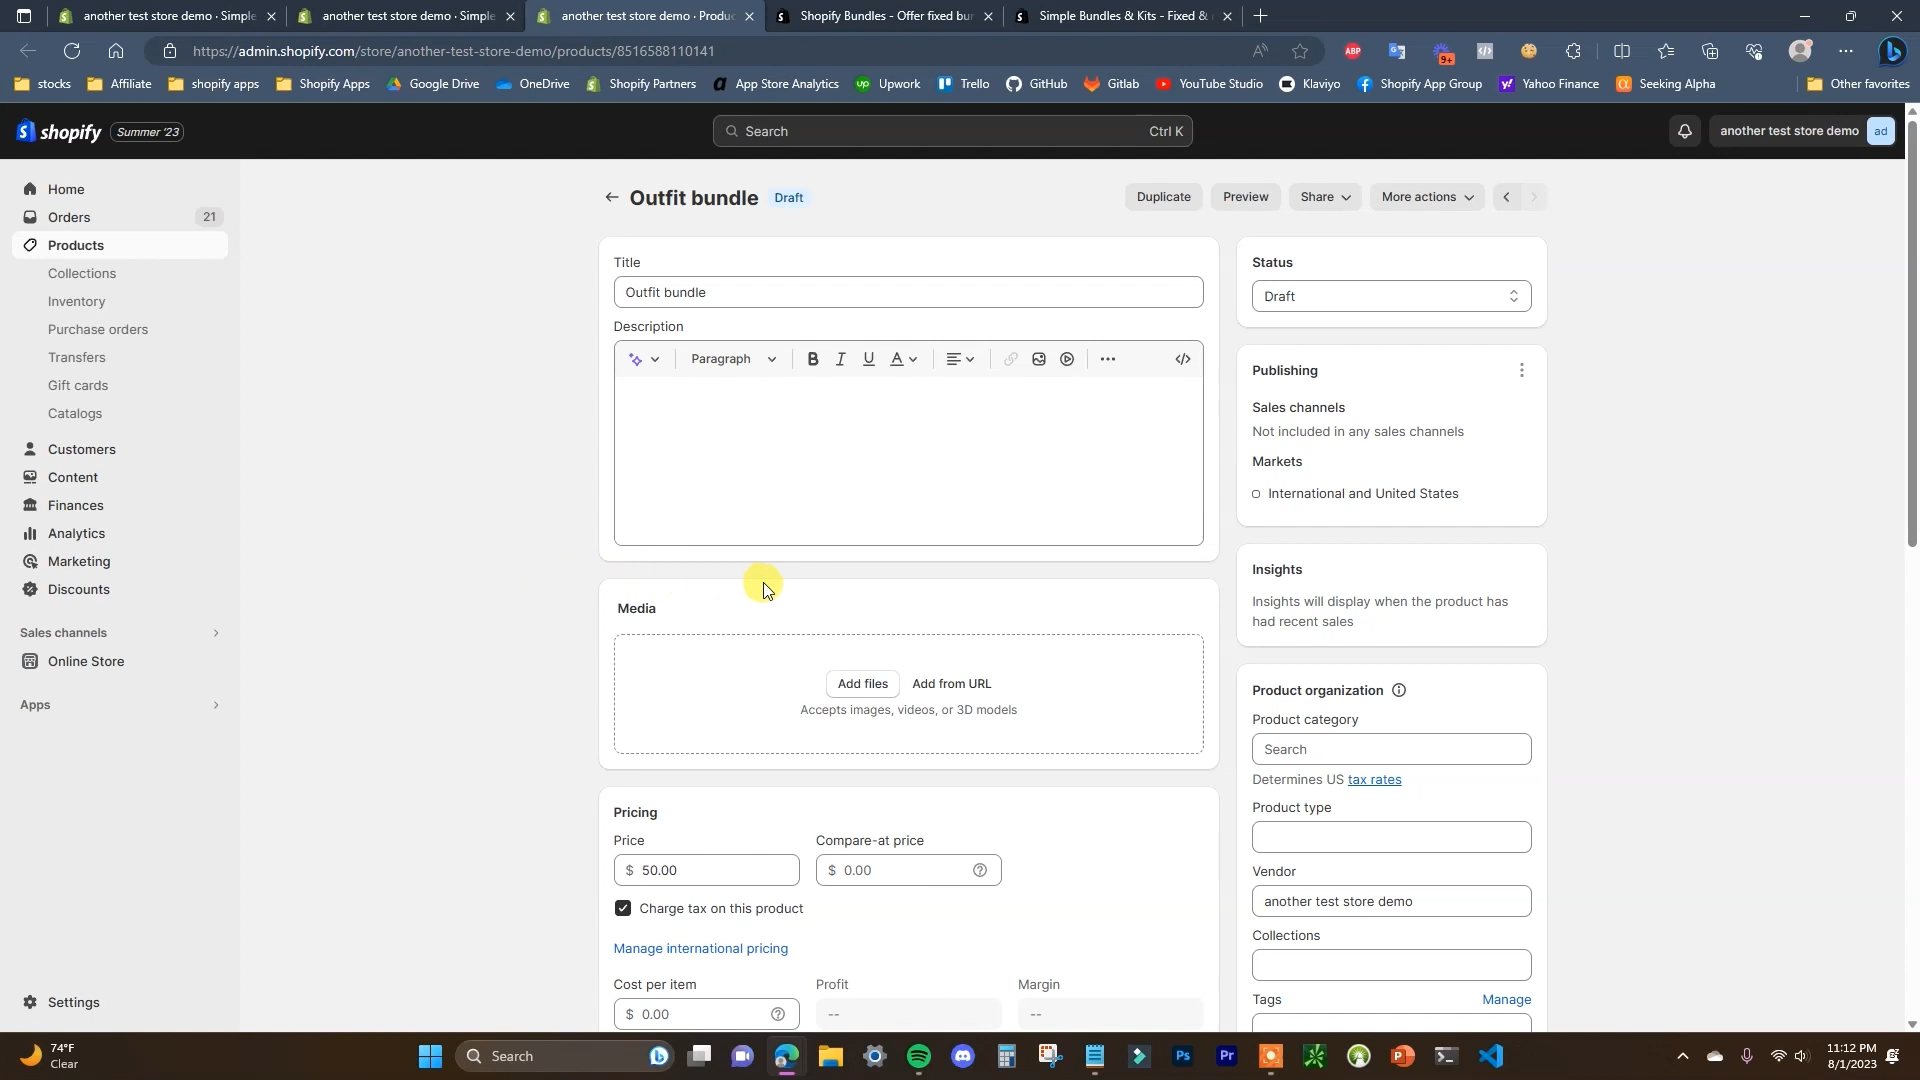 another test store demo · Simple
another test store demo · Simple
another test store demo · Produc
Shopify Bundles - Offer fixed bun
Simple Bundles & Kits - Fixed &
https://admin.shopify.com/store/another-test-store-demo/products/8516588110141
ABP
9+
stocks
Affiliate
shopify apps
Shopify Apps
Google Drive
OneDrive
Shopify Partners
App Store Analytics
Upwork
Trello
GitHub
Gitlab
YouTube Studio
Klaviyo
Shopify App Group
Yahoo Finance
Seeking Alpha
Other favorites
shopify
Summer '23
Search
Ctrl K
another test store demo
ad
Home
Orders
21
Products
Collections
Inventory
Purchase orders
Transfers
Gift cards
Catalogs
Customers
Content
Finances
Analytics
Marketing
Discounts
Sales channels
Online Store
Apps
Settings
Outfit bundle
Draft
Duplicate
Preview
Share
More actions
Title
Outfit bundle
Description
Paragraph
B
I
U
A
Media
Add files
Add from URL
Accepts images, videos, or 3D models
Pricing
Price
Compare-at price
$ 50.00
$ 0.00
Charge tax on this product
Manage international pricing
Cost per item
Profit
Margin
$ 0.00
--
--
Status
Draft
Publishing
Sales channels
Not included in any sales channels
Markets
International and United States
Insights
Insights will display when the product has
had recent sales
Product organization
Product category
Search
Determines US tax rates
Product type
Vendor
another test store demo
Collections
Tags
Manage
74°F
Clear
Search
Ps
Pr
11:12 PM
8/1/2023